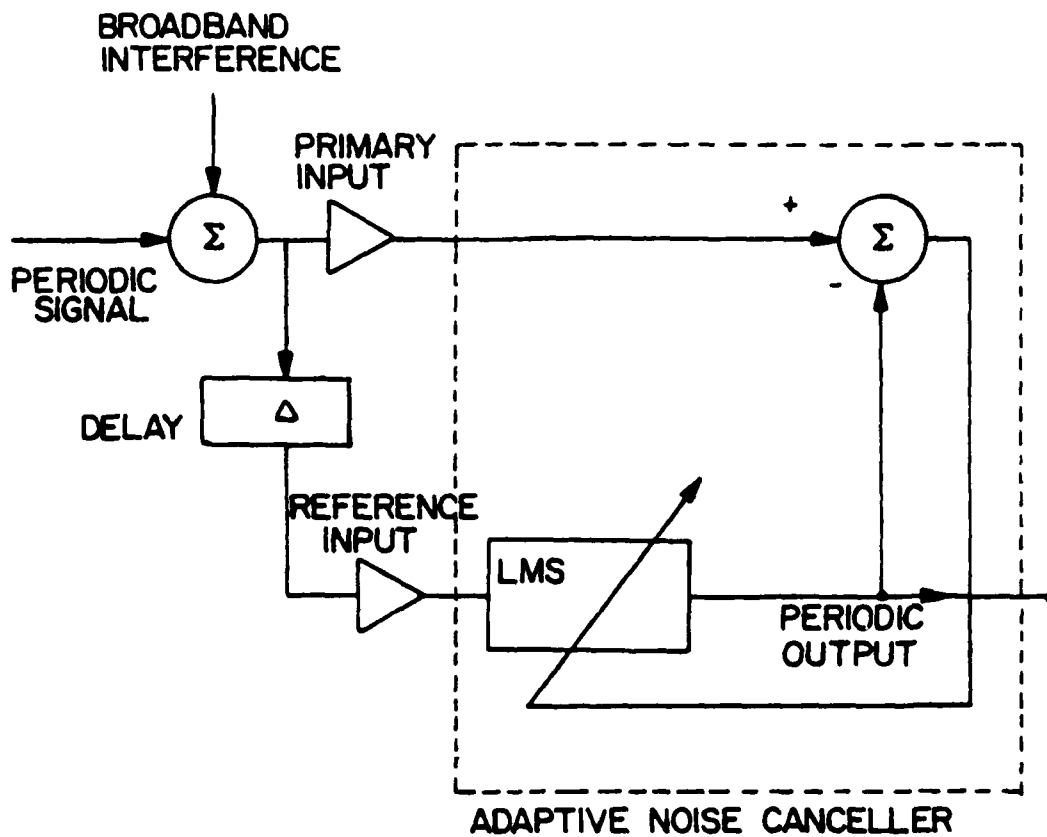 BROADBAND
INTERFERENCE
PRIMARY
INPUT
+
Σ
Σ
-
PERIODIC
SIGNAL
DELAY
Δ
REFERENCE
INPUT
LMS
PERIODIC
OUTPUT
ADAPTIVE NOISE CANCELLER